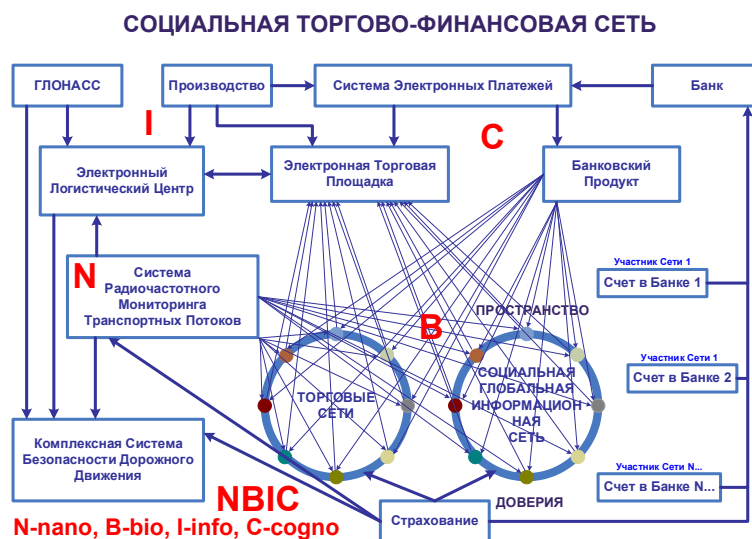 СОЦИАЛЬНАЯ ТОРГОВО-ФИНАНСОВАЯ СЕТЬ
ГЛОНАСС
Производство
Система Электронных Платежей
Банк
I
C
Электронный
Логистический Центр
Электронная Торговая
Площадка
Банковский
Продукт
N
Система
Радиочастотного
Мониторинга
Транспортных Потоков
Участник Сети 1
Счет в Банке 1
B
ПРОСТРАНСТВО
ТОРГОВЫЕ
СЕТИ
СОЦИАЛЬНАЯ
ГЛОБАЛЬНАЯ
ИНФОРМАЦИОН
НАЯ
СЕТЬ
Участник Сети 1
Счет в Банке 2
Комплексная Система
Безопасности Дорожного
Движения
Участник Сети N...
Счет в Банке N...
NBIC
ДОВЕРИЯ
N-nano, B-bio, I-info, C-cogno
Страхование